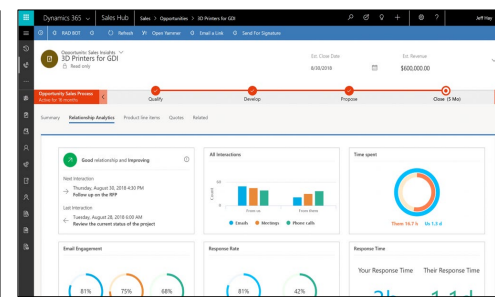 Dynamics 365
Sales Hub
Sales > Opportunities > 3D Printers for GDI
Jeff Hay
RAD BOT
Refresh
Open Yammer
Email a Link
Send For Signature
Opportunity: Sales Insights
3D Printers for GDI
Read only
Est. Close Date
8/30/2018
Est. Revenue
$600,000.00
Opportunity Sales Process
Active for 18 months
Qualify
Develop
Propose
Close (5 Mo)
Summary
Relationship Analytics
Product line items
Quotes
Related
Good relationship and Improving
Next Interaction
Thursday, August 30, 2018 4:30 PM
Follow up on the RFP
Last Interaction
Tuesday, August 28, 2018 6:00 AM
Review the current status of the project
All Interactions
Count
From us
From them
Emails
Meetings
Phone calls
Time spent
Them 16.7 h Us 1.5 d
Email Engagement
81%
75%
68%
Response Rate
81%
42%
Response Time
Your Response Time
Their Response Time